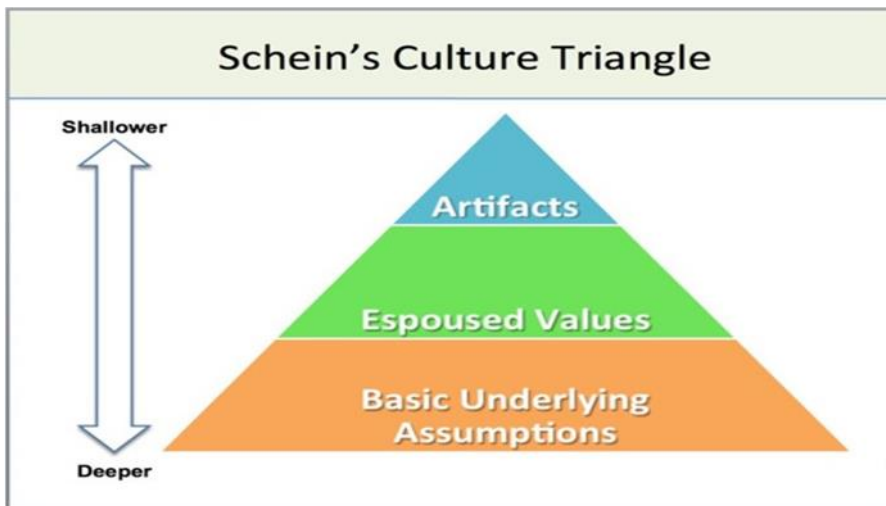 Schein’s Culture Triangle
Shallower
Artifacts
Espoused Values
Basic Underlying
Assumptions
Deeper